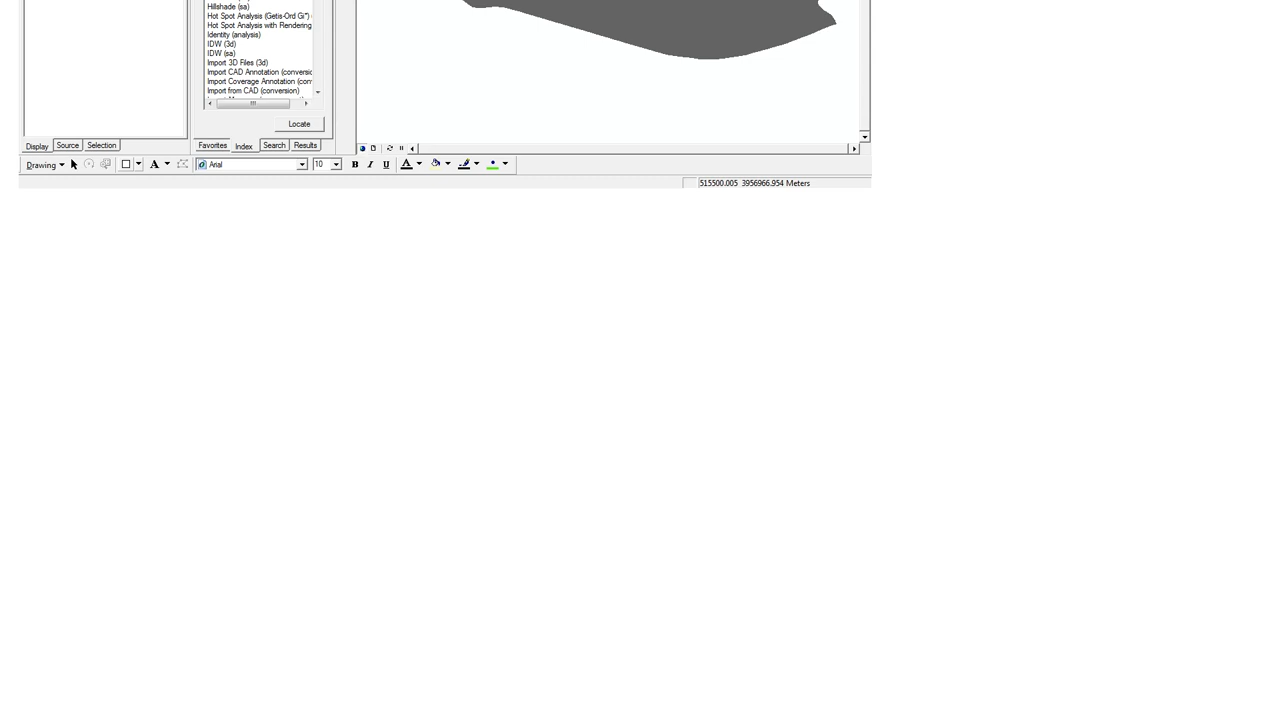 Hillshade (sa)
Hot Spot Analysis (Getis-Ord Gi*)
Hot Spot Analysis with Rendering
Identity (analysis)
IDW (3d)
IDW (sa)
Import 3D Files (3d)
Import CAD Annotation (conversio
Import Coverage Annotation (con
Import from CAD (conversion)
Locate
Display Source Selection
Favorites Index Search Results
Drawing A Arial 10 B I U A
515500.005 3956966.954 Meters